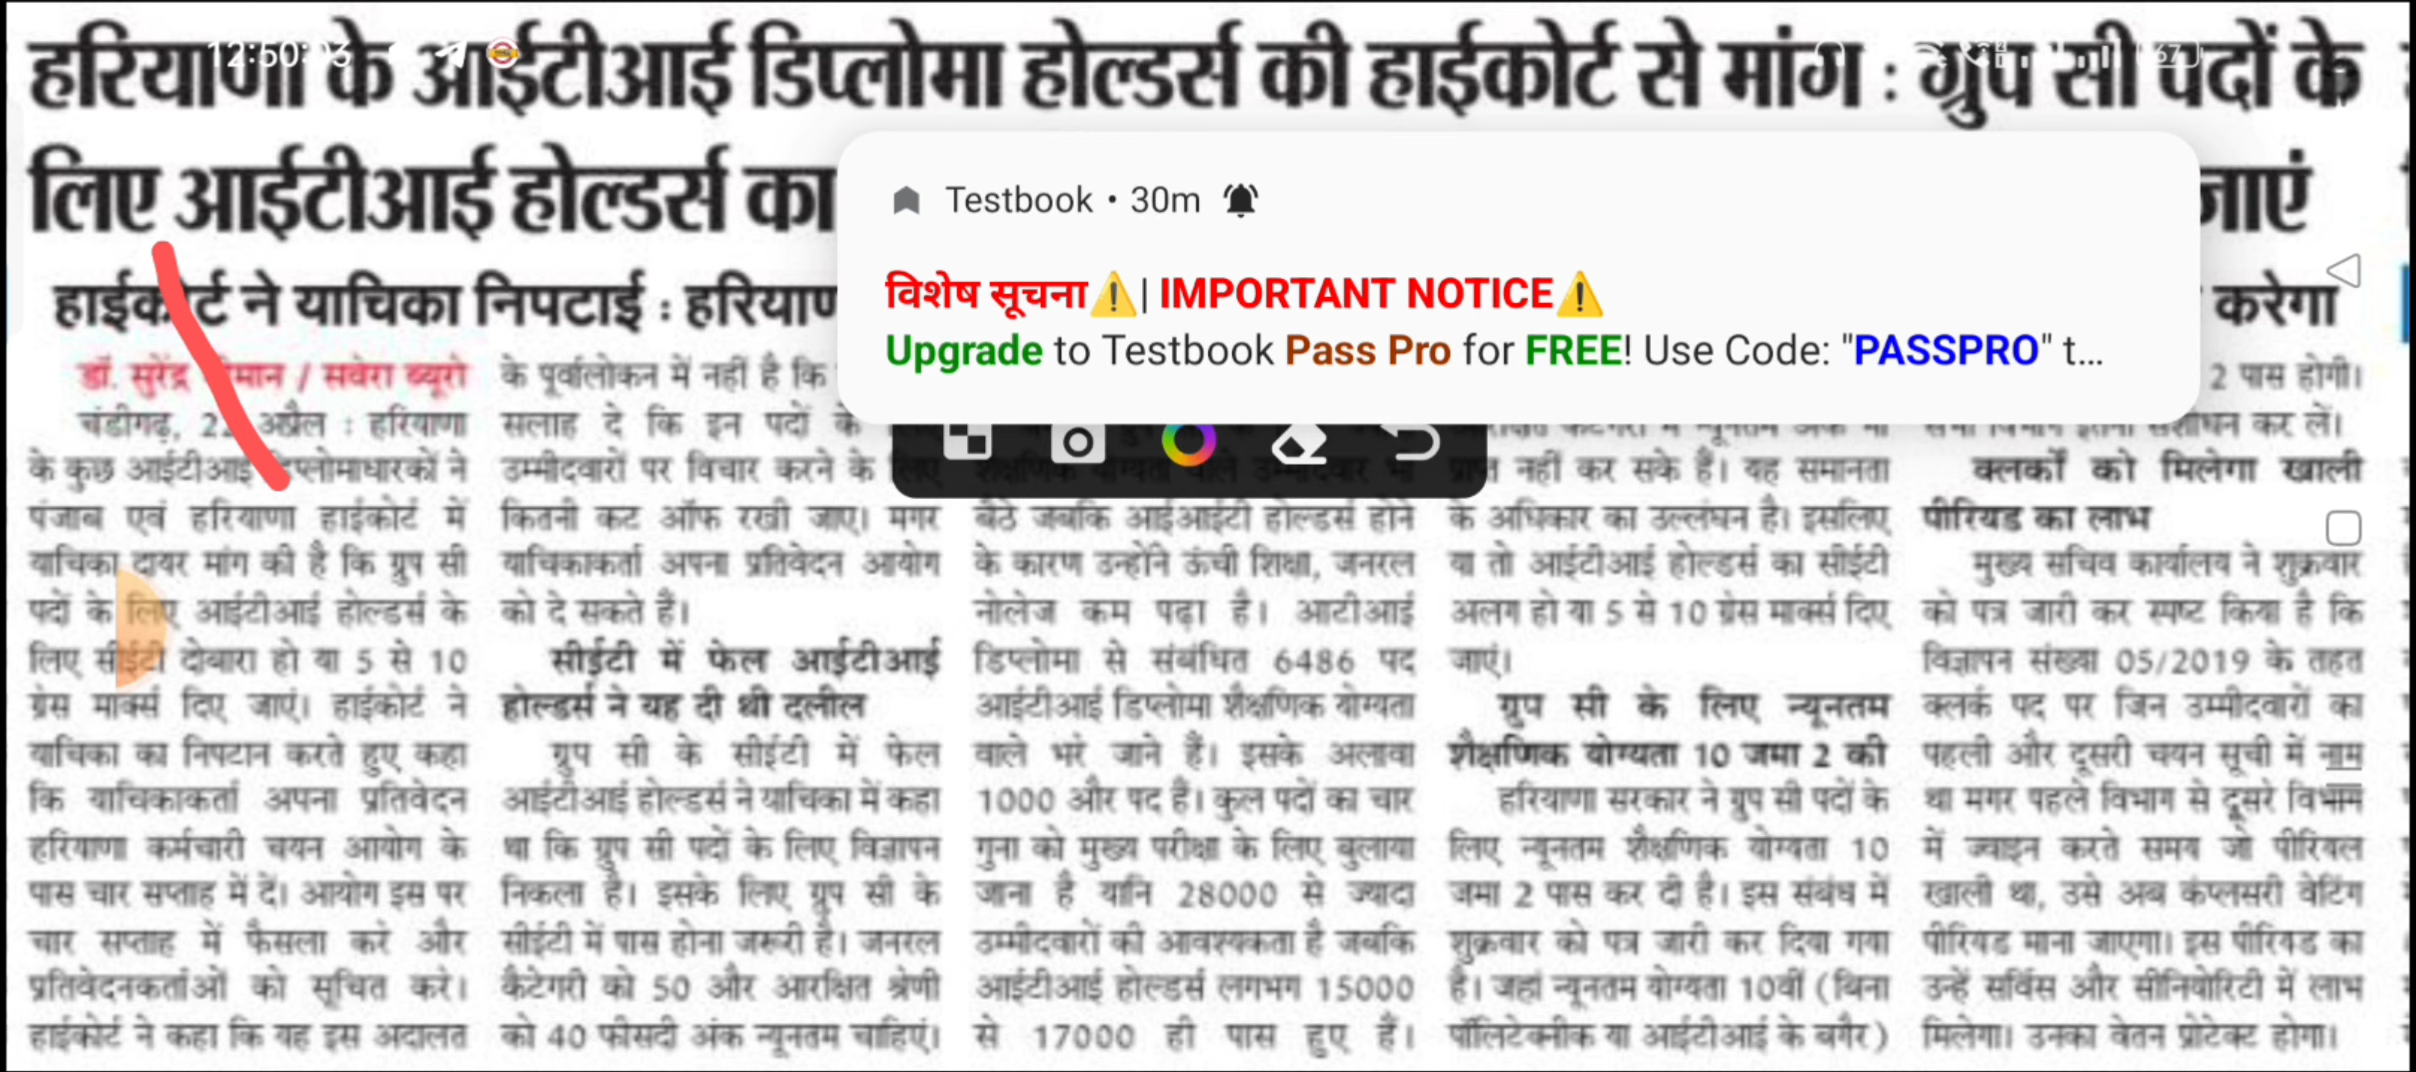 12:50:03
67
हरियाणा के आईटीआई डिप्लोमा होल्डर्स की हाईकोर्ट से मांग : ग्रुप सी पदों के
लिए आईटीआई होल्डर्स का जाएं
हाईकोर्ट ने याचिका निपटाई : करेगा
Testbook • 30m
विशेष सूचना⚠️| IMPORTANT NOTICE⚠️
Upgrade to Testbook Pass Pro for FREE! Use Code: "PASSPRO" t...
डॉ. सुरेंद्र / सवेरा ब्यूरो
चंडीगढ़, अप्रैल : हरियाणा
के कुछ आईटीआई डिप्लोमाधारकों ने
पंजाब एवं हरियाणा हाईकोर्ट में
याचिका दायर मांग की है कि ग्रुप सी
पदों के लिए आईटीआई होल्डर्स के
लिए सीईटी दोबारा हो या 5 से 10
ग्रेस मार्क्स दिए जाएं। हाईकोर्ट ने
याचिका का निपटान करते हुए कहा
कि याचिकाकर्ता अपना प्रतिवेदन
हरियाणा कर्मचारी चयन आयोग के
पास चार सप्ताह में दें। आयोग इस पर
चार सप्ताह में फैसला करे और
प्रतिवेदनकर्ताओं को सूचित करे।
हाईकोर्ट ने कहा कि यह इस अदालत
के पूर्वालोकन में नहीं है कि
सलाह दे कि इन पदों के
उम्मीदवारों पर विचार करने के लिए
कितनी कट ऑफ रखी जाए। मगर
याचिकाकर्ता अपना प्रतिवेदन आयोग
को दे सकते हैं।
सीईटी में फेल आईटीआई
होल्डर्स ने यह दी थी दलील
ग्रुप सी के सीईटी में फेल
आईटीआई होल्डर्स ने याचिका में कहा
था कि ग्रुप सी पदों के लिए विज्ञापन
निकला है। इसके लिए ग्रुप सी के
सीईटी में पास होना जरूरी है। जनरल
कैटेगरी को 50 और आरक्षित श्रेणी
को 40 फीसदी अंक न्यूनतम चाहिएं।
शैक्षणिक योग्यता वाले उम्मीदवार भी
बैठे जबकि आईआईटी होल्डर्स होने
के कारण उन्होंने ऊंची शिक्षा, जनरल
नोलेज कम पढ़ा है। आटीआई
डिप्लोमा से संबंधित 6486 पद
आईटीआई डिप्लोमा शैक्षणिक योग्यता
वाले भरे जाने हैं। इसके अलावा
1000 और पद हैं। कुल पदों का चार
गुना को मुख्य परीक्षा के लिए बुलाया
जाना है यानि 28000 से ज्यादा
उम्मीदवारों की आवश्यकता है जबकि
आईटीआई होल्डर्स लगभग 15000
से 17000 ही पास हुए हैं।
प्राप्त नहीं कर सके हैं। यह समानता
के अधिकार का उल्लंघन है। इसलिए
या तो आईटीआई होल्डर्स का सीईटी
अलग हो या 5 से 10 ग्रेस मार्क्स दिए
जाएं।
ग्रुप सी के लिए न्यूनतम
शैक्षणिक योग्यता 10 जमा 2 की
हरियाणा सरकार ने ग्रुप सी पदों के
लिए न्यूनतम शैक्षणिक योग्यता 10
जमा 2 पास कर दी है। इस संबंध में
शुक्रवार को पत्र जारी कर दिया गया
है। जहां न्यूनतम योग्यता 10वीं (बिना
पॉलिटेक्नीक या आईटीआई के बगैर)
2 पास होगी।
कर लें।
क्लर्कों को मिलेगा खाली
पीरियड का लाभ
मुख्य सचिव कार्यालय ने शुक्रवार
को पत्र जारी कर स्पष्ट किया है कि
विज्ञापन संख्या 05/2019 के तहत
क्लर्क पद पर जिन उम्मीदवारों का
पहली और दूसरी चयन सूची में नाम
था मगर पहले विभाग से दूसरे विभाग
में ज्वाइन करते समय जो पीरियल
खाली था, उसे अब कंप्लसरी वेटिंग
पीरियड माना जाएगा। इस पीरियड का
उन्हें सर्विस और सीनियोरिटी में लाभ
मिलेगा। उनका वेतन प्रोटेक्ट होगा।